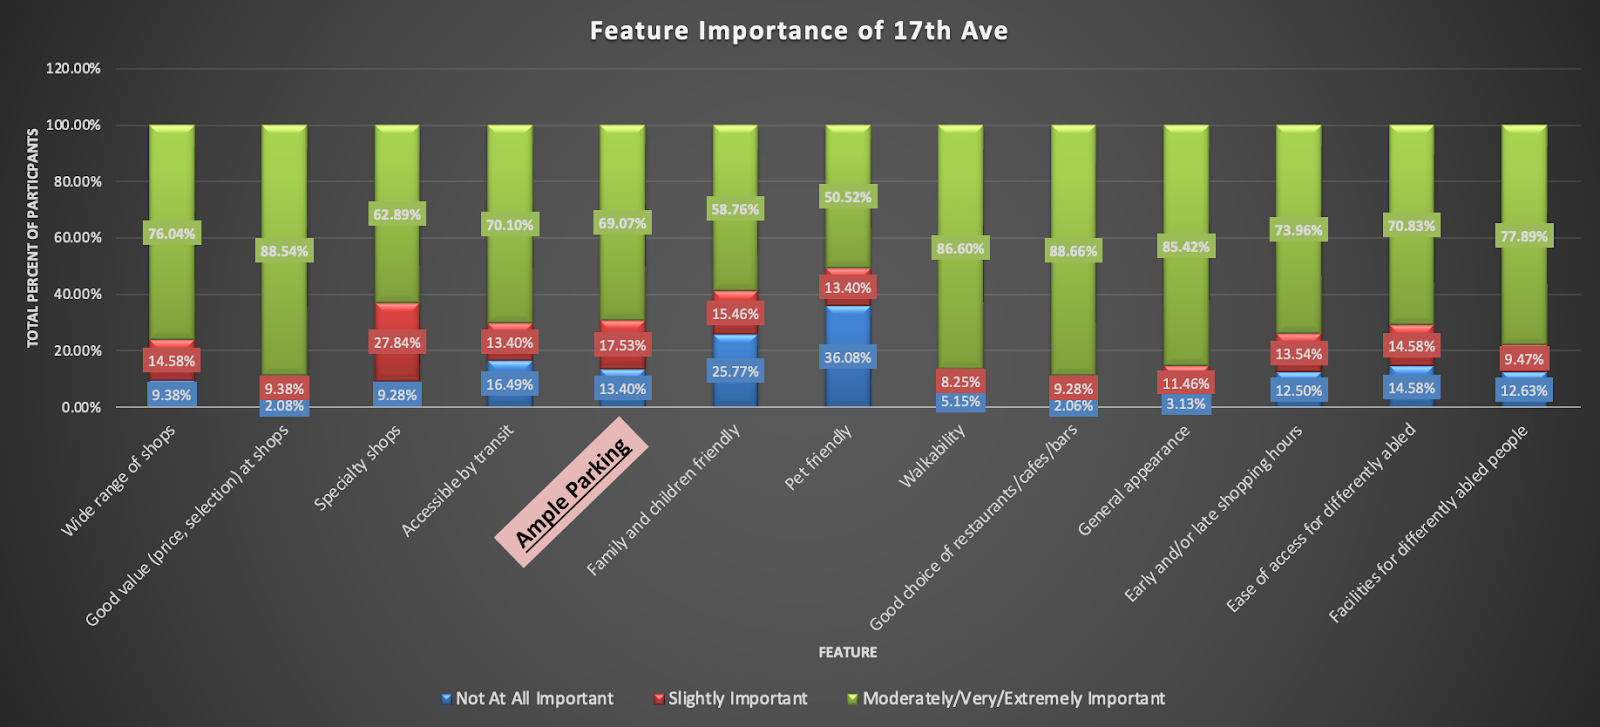 Feature Importance of 17th Ave
TOTAL PERCENT OF PARTICPANTS
120.00%
100.00%
80.00%
60.00%
40.00%
20.00%
0.00%
76.04%
14.58%
9.38%
88.54%
9.38%
2.08%
62.89%
27.84%
9.28%
70.10%
13.40%
16.49%
69.07%
17.53%
13.40%
58.76%
15.46%
25.77%
50.52%
13.40%
36.08%
86.60%
8.25%
5.15%
88.66%
9.28%
2.06%
85.42%
11.46%
3.13%
73.96%
13.54%
12.50%
70.83%
14.58%
14.58%
77.89%
9.47%
12.63%
Wide range of shops
Good value (price, selection) at shops
Specialty shops
Accessible by transit
Ample Parking
Family and children friendly
Pet friendly
Walkability
Good choice of restaurants/cafes/bars
General appearance
Early and/or late shopping hours
Ease of access for differently abled
Facilities for differently abled people
FEATURE
Not At All Important
Slightly Important
Moderately/Very/Extremely Important